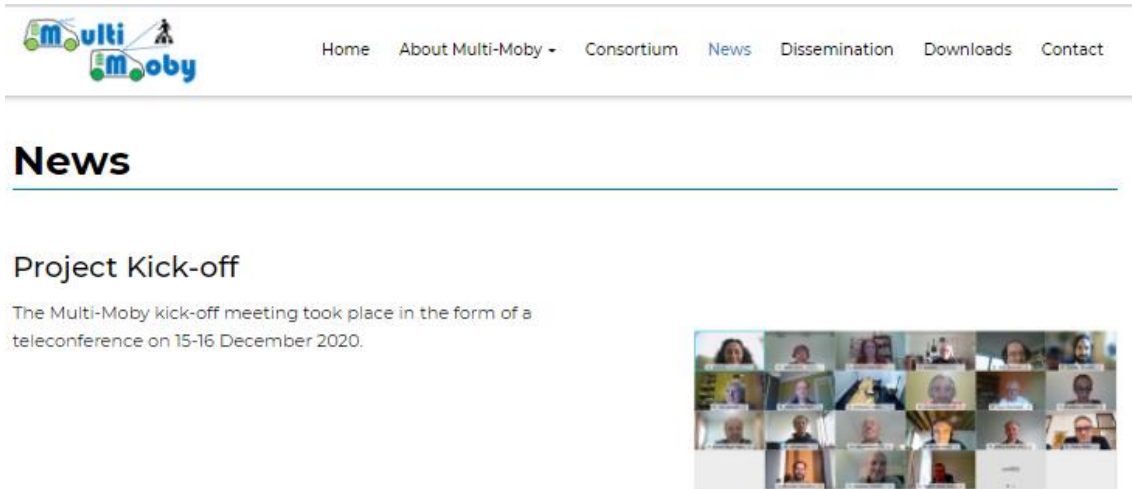 Multi
Moby
Home About Multi-Moby Consortium News Dissemination Downloads Contact
News
Project Kick-off
The Multi-Moby kick-off meeting took place in the form of a
teleconference on 15-16 December 2020.